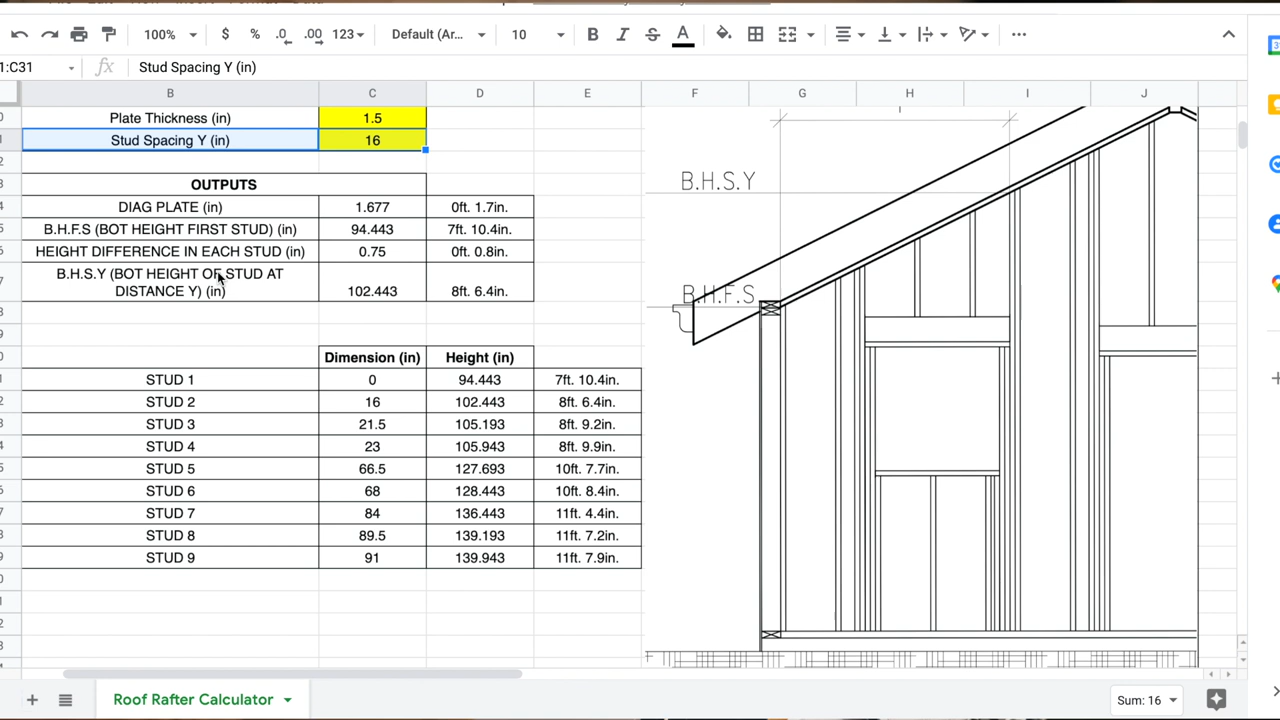 100%
$
%
.0
.00
123
Default (Ar...
10
B
I
S
A
...
1:C31
fx
Stud Spacing Y (in)
B
C
D
E
F
G
H
I
J
Plate Thickness (in)
1.5
Stud Spacing Y (in)
16
OUTPUTS
DIAG PLATE (in)
1.677
0ft. 1.7in.
B.H.F.S (BOT HEIGHT FIRST STUD) (in)
94.443
7ft. 10.4in.
HEIGHT DIFFERENCE IN EACH STUD (in)
0.75
0ft. 0.8in.
B.H.S.Y (BOT HEIGHT OF STUD AT
DISTANCE Y) (in)
102.443
8ft. 6.4in.
Dimension (in)
Height (in)
STUD 1
0
94.443
7ft. 10.4in.
STUD 2
16
102.443
8ft. 6.4in.
STUD 3
21.5
105.193
8ft. 9.2in.
STUD 4
23
105.943
8ft. 9.9in.
STUD 5
66.5
127.693
10ft. 7.7in.
STUD 6
68
128.443
10ft. 8.4in.
STUD 7
84
136.443
11ft. 4.4in.
STUD 8
89.5
139.193
11ft. 7.2in.
STUD 9
91
139.943
11ft. 7.9in.
B.H.S.Y
B.H.F.S
Roof Rafter Calculator
Sum: 16